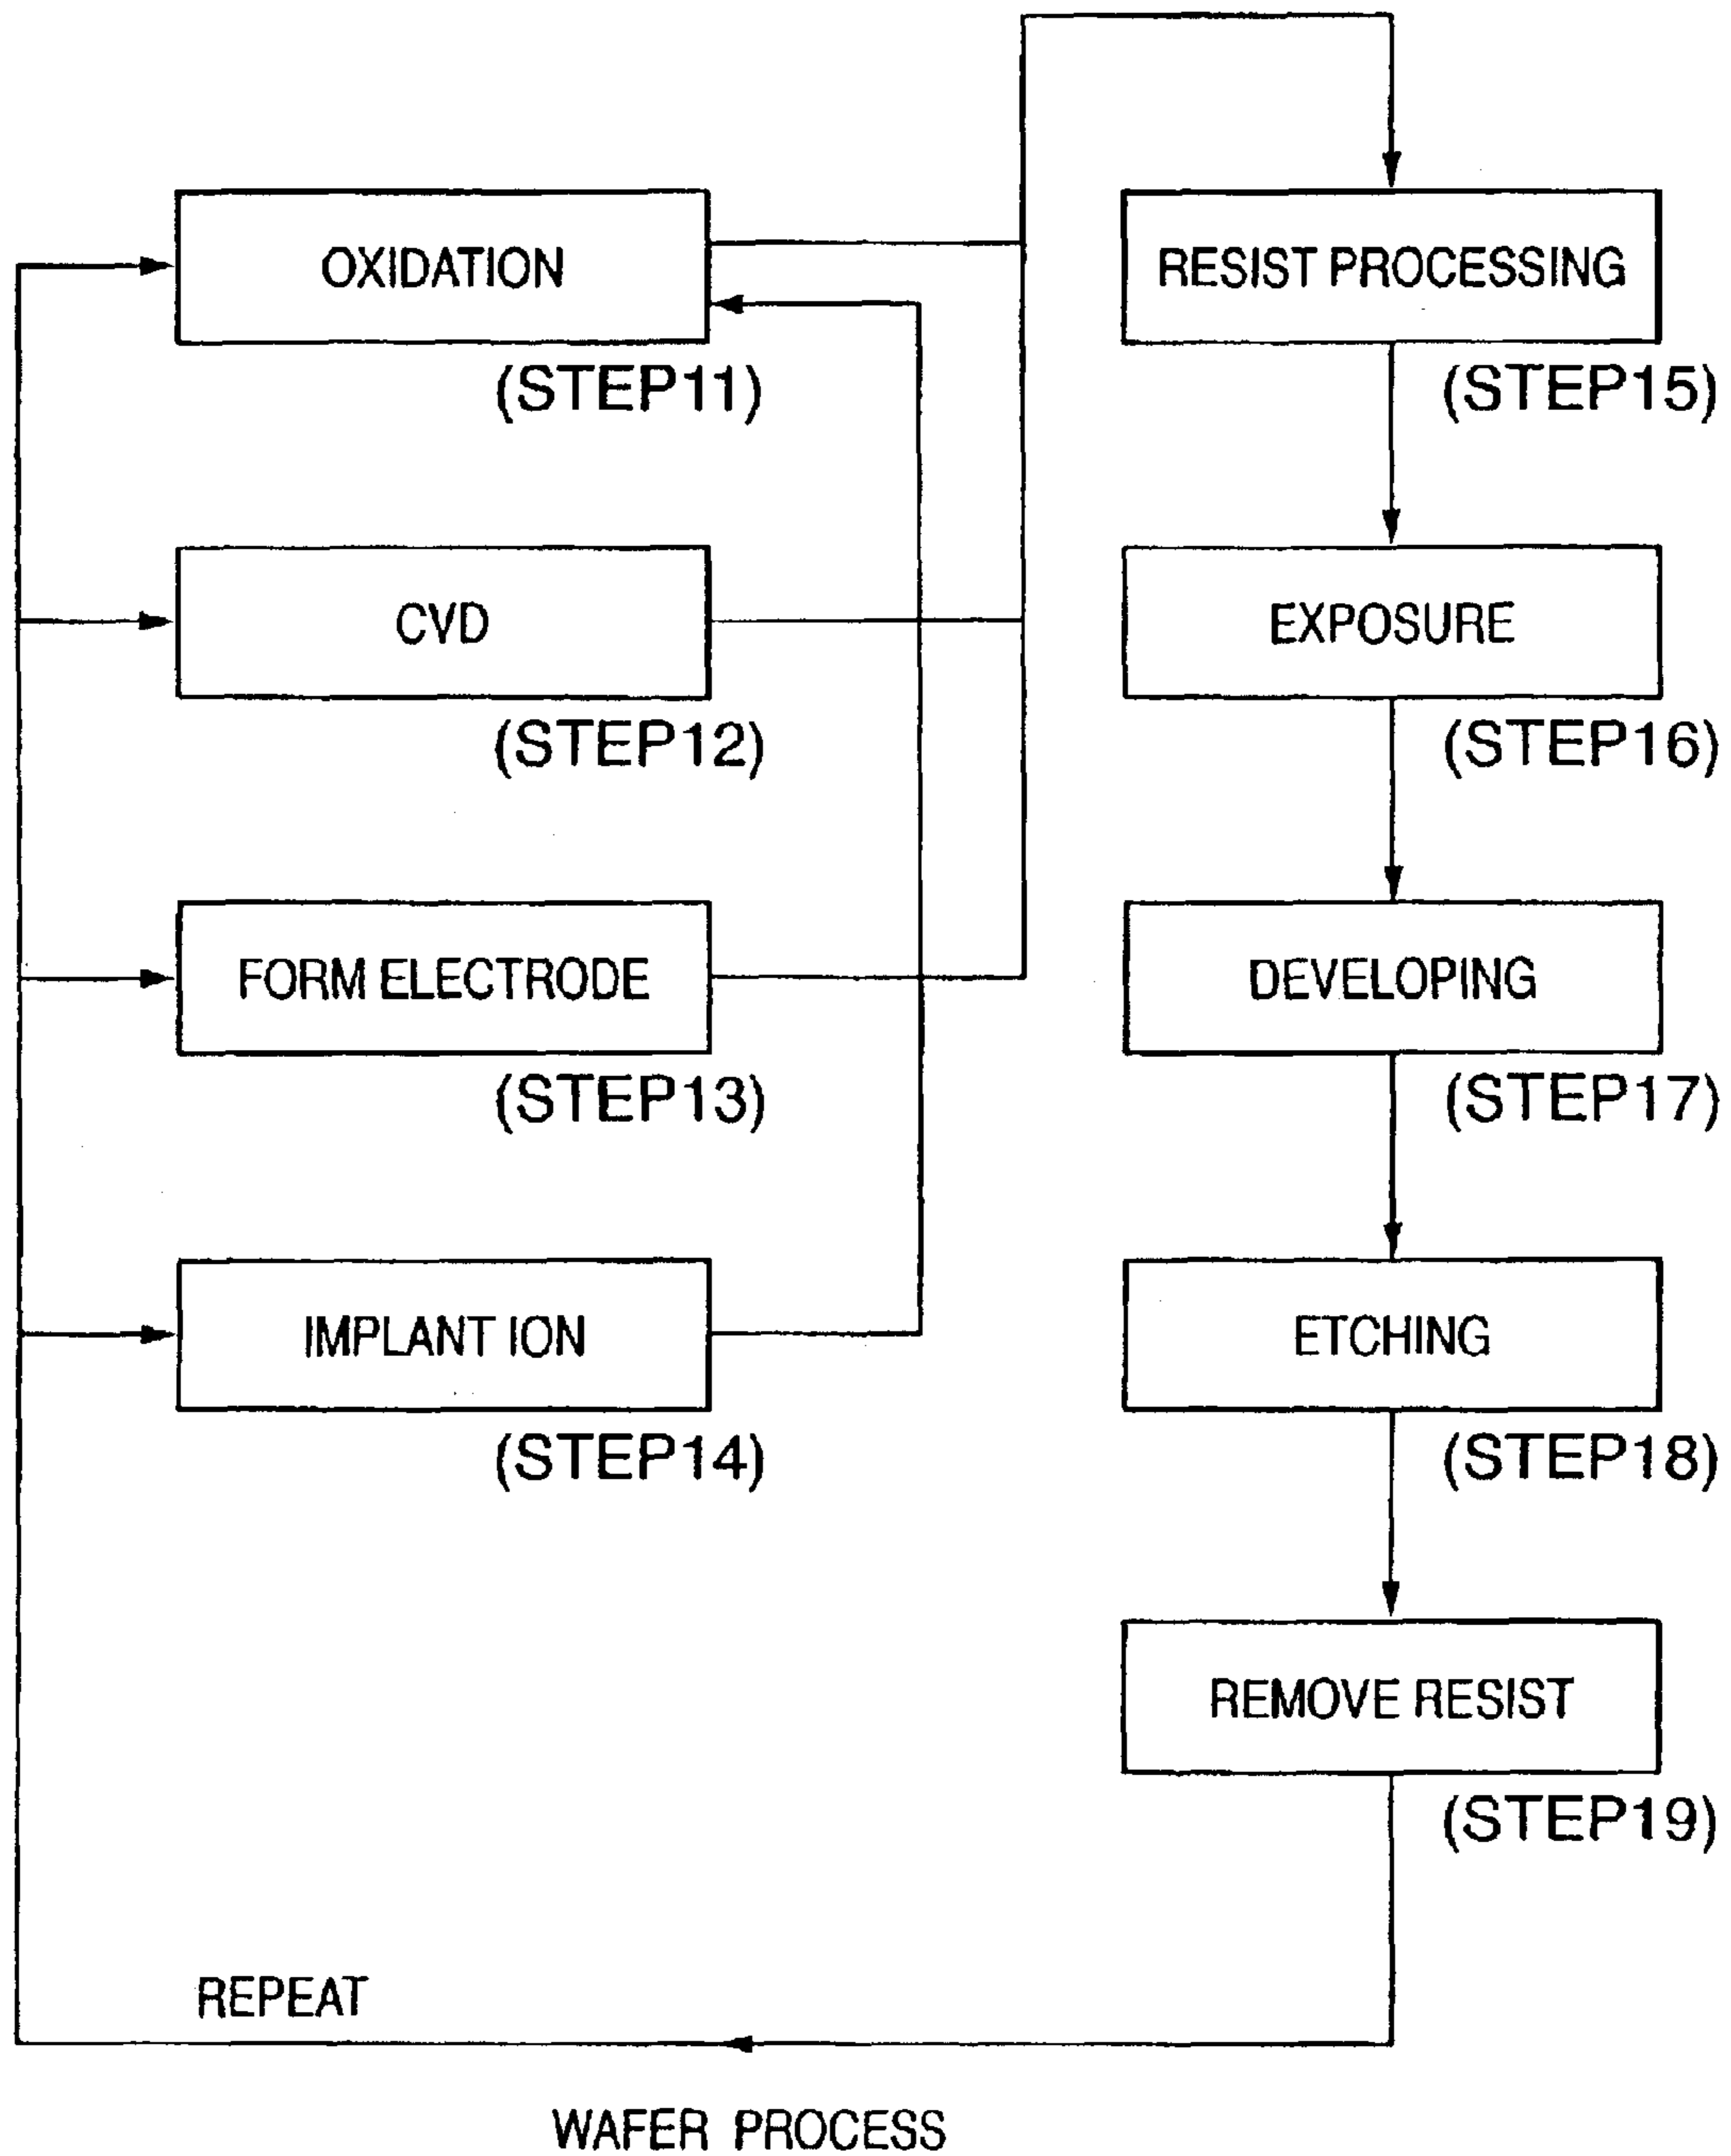 OXIDATION
(STEP11)
CVD
(STEP12)
FORM ELECTRODE
(STEP13)
IMPLANT ION
(STEP14)
RESIST PROCESSING
(STEP15)
EXPOSURE
(STEP16)
DEVELOPING
(STEP17)
ETCHING
(STEP18)
REMOVE RESIST
(STEP19)
REPEAT
WAFER PROCESS